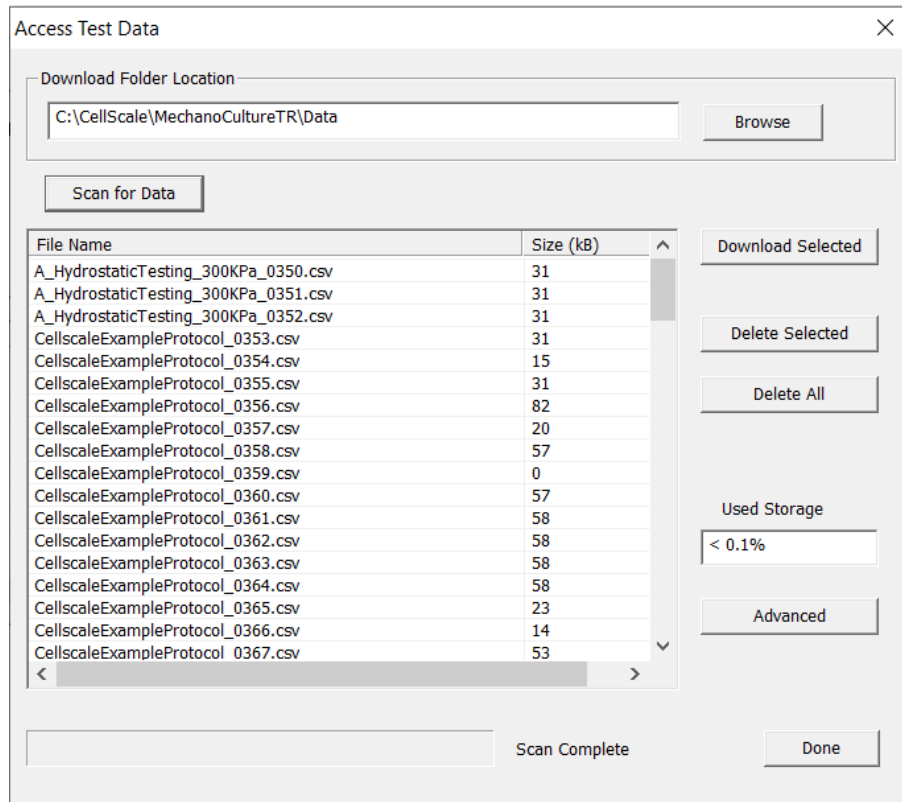 Access Test Data
Download Folder Location
C:\CellScale\MechanoCultureTR\Data
Browse
Scan for Data
File Name Size (kB)
A_HydrostaticTesting_300KPa_0350.csv 31
A_HydrostaticTesting_300KPa_0351.csv 31
A_HydrostaticTesting_300KPa_0352.csv 31
CellscaleExampleProtocol_0353.csv 31
CellscaleExampleProtocol_0354.csv 15
CellscaleExampleProtocol_0355.csv 31
CellscaleExampleProtocol_0356.csv 82
CellscaleExampleProtocol_0357.csv 20
CellscaleExampleProtocol_0358.csv 57
CellscaleExampleProtocol_0359.csv 0
CellscaleExampleProtocol_0360.csv 57
CellscaleExampleProtocol_0361.csv 58
CellscaleExampleProtocol_0362.csv 58
CellscaleExampleProtocol_0363.csv 58
CellscaleExampleProtocol_0364.csv 58
CellscaleExampleProtocol_0365.csv 23
CellscaleExampleProtocol_0366.csv 14
CellscaleExampleProtocol_0367.csv 53
Download Selected
Delete Selected
Delete All
Used Storage
< 0.1%
Advanced
Scan Complete
Done